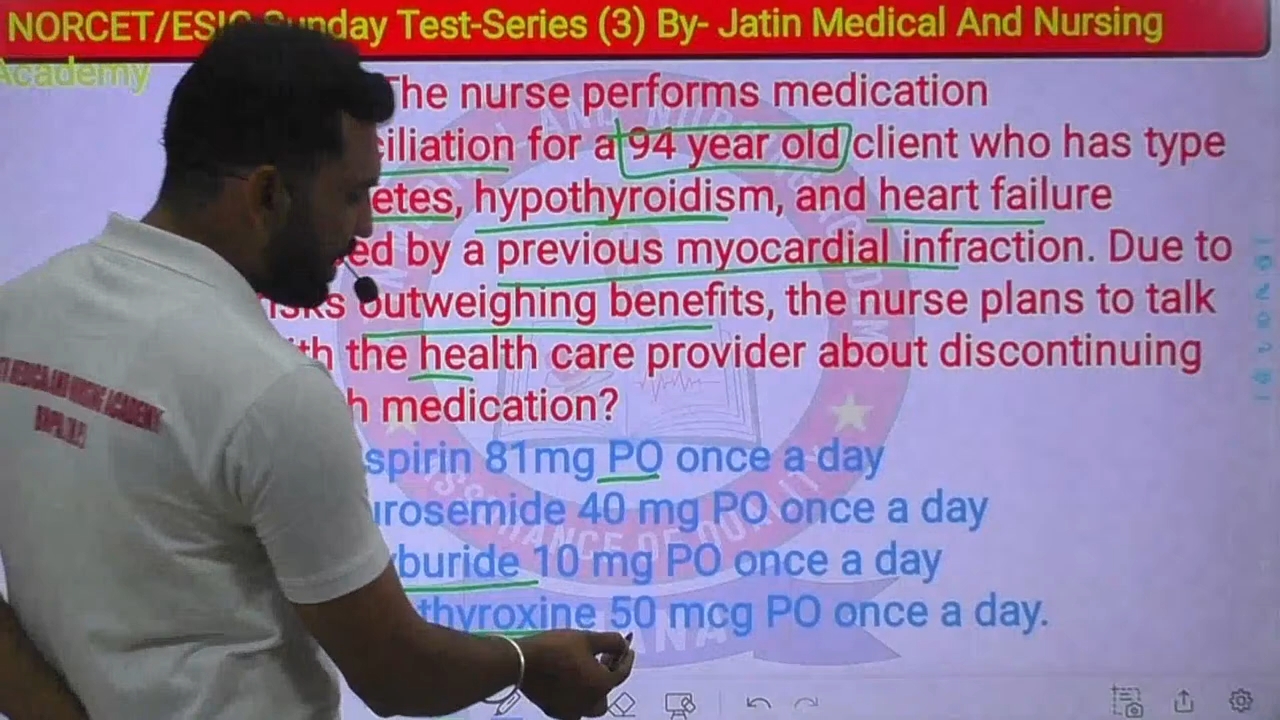 NORCET/ESIC Sunday Test-Series (3) By- Jatin Medical And Nursing
Academy
The nurse performs medication
ciliation for a 94 year old client who has type
etes, hypothyroidism, and heart failure
ed by a previous myocardial infraction. Due to
isks outweighing benefits, the nurse plans to talk
th the health care provider about discontinuing
h medication?
spirin 81mg PO once a day
urosemide 40 mg PO once a day
yburide 10 mg PO once a day
thyroxine 50 mcg PO once a day.